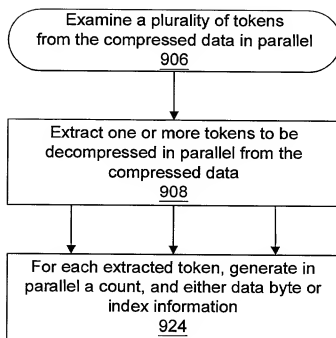 Examine a plurality of tokens
from the compressed data in parallel
906
Extract one or more tokens to be
decompressed in parallel from the
compressed data
908
For each extracted token, generate in
parallel a count, and either data byte or
index information
924